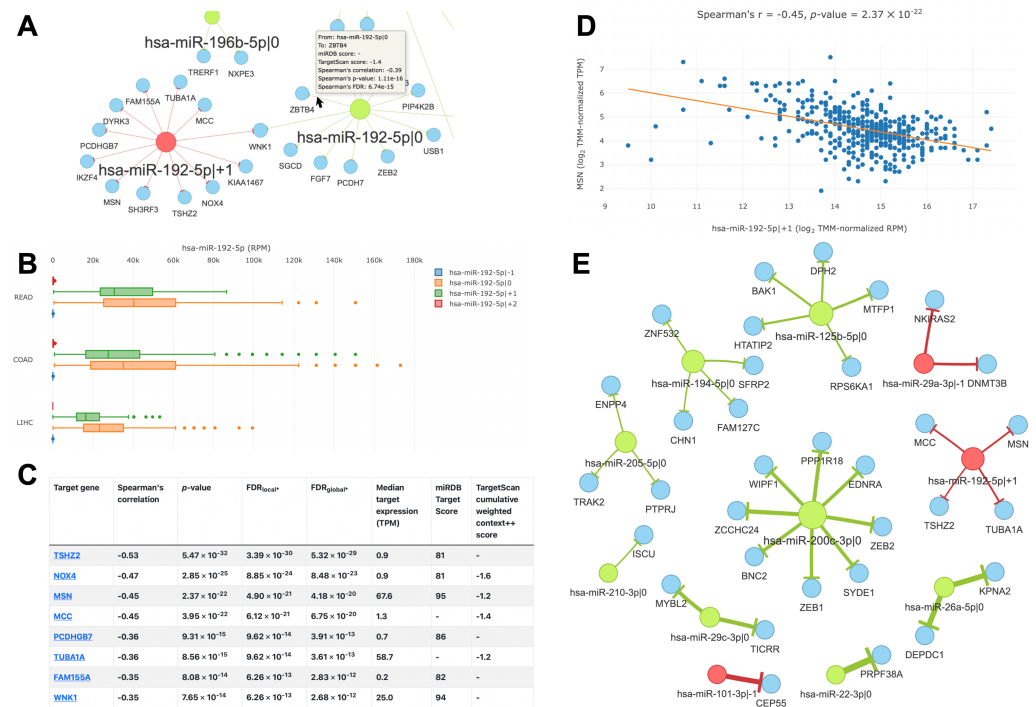 A
hsa-miR-196b-5p|0
TRERF1
NXPE3
From: hsa-miR-192-5p|0
To: ZBTB4
miRDB score: -
TargetScan score: -1.4
Spearman's correlation: -0.39
Spearman's p-value: 1.11e-16
Spearman's FDR: 6.74e-15
FAM155A
TUBA1A
DYRK3
MCC
PCDHGB7
WNK1
IKZF4
hsa-miR-192-5p|+1
KIAA1467
MSN
SH3RF3
TSHZ2
NOX4
ZBTB4
PIP4K2B
hsa-miR-192-5p|0
USB1
SGCD
FGF7
PCDH7
ZEB2
B
hsa-miR-192-5p (RPM)
0 20k 40k 60k 80k 100k 120k 140k 160k 180k
READ
COAD
LIHC
hsa-miR-192-5p|-1
hsa-miR-192-5p|0
hsa-miR-192-5p|+1
hsa-miR-192-5p|+2
C
Target gene Spearman's correlation p-value FDRlocal* FDRglobal* Median target expression (TPM) miRDB Target Score TargetScan cumulative weighted context++ score
TSHZ2 -0.53 5.47 × 10-32 3.39 × 10-30 5.32 × 10-29 0.9 81 -
NOX4 -0.47 2.85 × 10-25 8.85 × 10-24 8.48 × 10-23 0.9 81 -1.6
MSN -0.45 2.37 × 10-22 4.90 × 10-21 4.18 × 10-20 67.6 95 -1.2
MCC -0.45 3.95 × 10-22 6.12 × 10-21 6.75 × 10-20 1.3 - -1.4
PCDHGB7 -0.36 9.31 × 10-15 9.62 × 10-14 3.91 × 10-13 0.7 86 -
TUBA1A -0.36 8.56 × 10-15 9.62 × 10-14 3.61 × 10-13 58.7 - -1.2
FAM155A -0.35 8.08 × 10-14 6.26 × 10-13 2.83 × 10-12 0.2 82 -
WNK1 -0.35 7.65 × 10-14 6.26 × 10-13 2.68 × 10-12 25.0 94 -
D
Spearman's r = -0.45, p-value = 2.37 × 10-22
MSN (log2 TMM-normalized TPM)
7
6
5
4
3
2
9 10 11 12 13 14 15 16 17
hsa-miR-192-5p|+1 (log2 TMM-normalized RPM)
E
DPH2
BAK1
MTFP1
HTATIP2
hsa-miR-125b-5p|0
RPS6KA1
ZNF532
hsa-miR-194-5p|0
SFRP2
FAM127C
CHN1
NKIRAS2
hsa-miR-29a-3p|-1
DNMT3B
ENPP4
hsa-miR-205-5p|0
TRAK2
PTPRJ
MCC
MSN
hsa-miR-192-5p|+1
TSHZ2
TUBA1A
PPP1R18
WIPF1
EDNRA
ZCCHC24
hsa-miR-200c-3p|0
ZEB2
BNC2
SYDE1
ZEB1
ISCU
hsa-miR-210-3p|0
MYBL2
hsa-miR-29c-3p|0
TICRR
KPNA2
hsa-miR-26a-5p|0
DEPDC1
PRPF38A
hsa-miR-22-3p|0
hsa-miR-101-3p|-1
CEP55